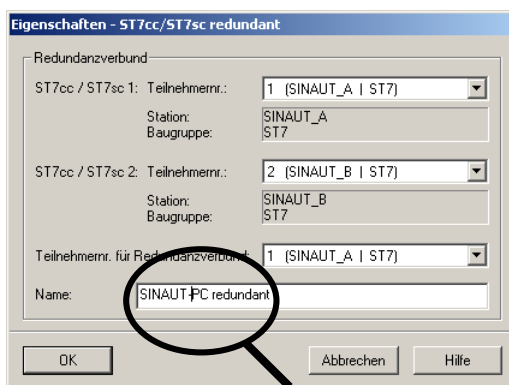 Eigenschaften - ST7cc/ST7sc redundant
Redundanzverbund
ST7cc / ST7sc 1: Teilnehmernr.: 1 (SINAUT_A | ST7)
Station: SINAUT_A
Baugruppe: ST7
ST7cc / ST7sc 2: Teilnehmernr.: 2 (SINAUT_B | ST7)
Station: SINAUT_B
Baugruppe: ST7
Teilnehmernr. für Redundanzverbund: 1 (SINAUT_A | ST7)
Name: SINAUT-PC redundant
OK Abbrechen Hilfe